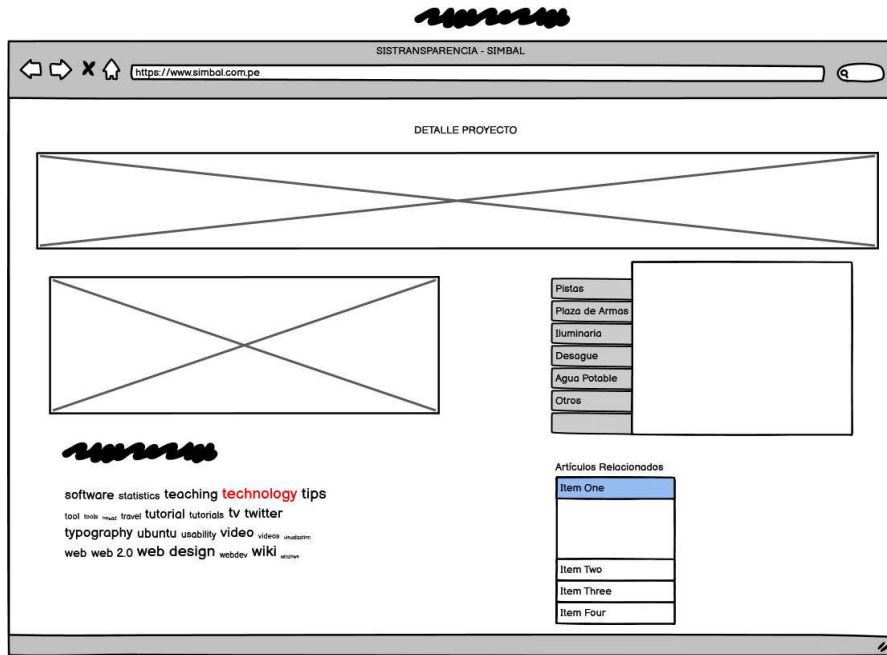 SISTRANSPARENCIA - SIMBAL
https://www.simbal.com.pe
DETALLE PROYECTO
Pistas
Plaza de Armas
Iluminaria
Desague
Agua Potable
Otros
software statistics teaching technology tips
tool tools travel tutorial tutorials tv twitter
typography ubuntu usability video videos visualization
web web 2.0 web design webdev wiki windows
Artículos Relacionados
Item One
Item Two
Item Three
Item Four